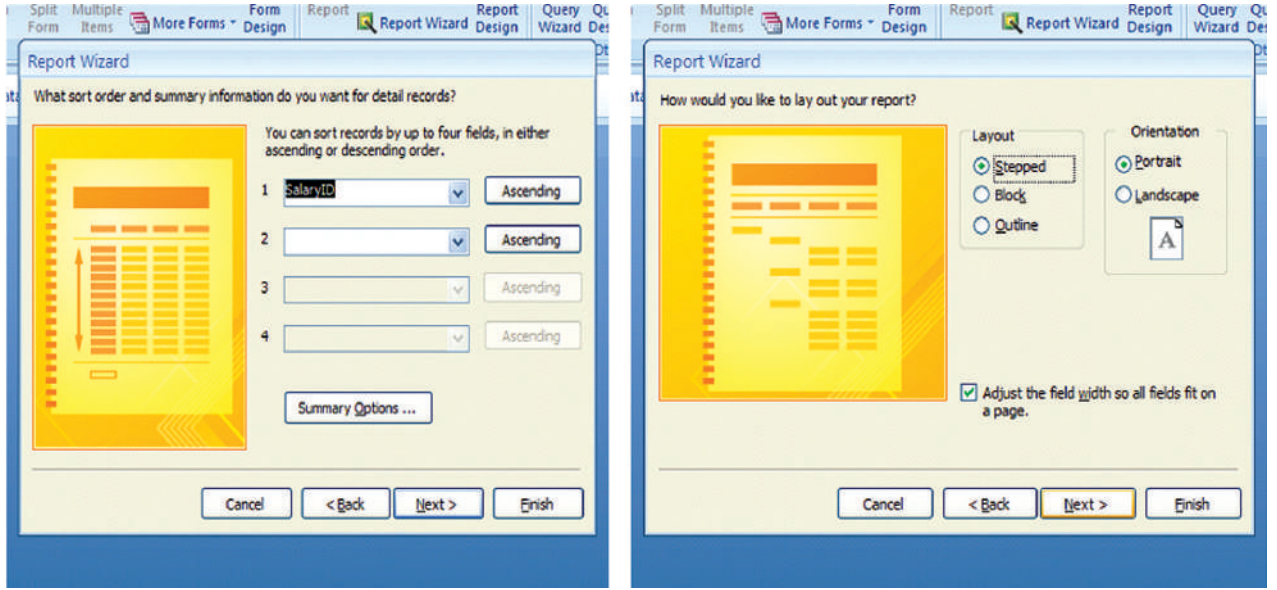 Split Multiple Form Report Report Query Qu
Form Items More Forms Design Report Wizard Design Wizard Des
Report Wizard
What sort order and summary information do you want for detail records?
You can sort records by up to four fields, in either
ascending or descending order.
1 SalaryID Ascending
2 Ascending
3 Ascending
4 Ascending
Summary Options ...
Cancel < Back Next > Finish
Split Multiple Form Report Report Query Qu
Form Items More Forms Design Report Wizard Design Wizard Des
Report Wizard
How would you like to lay out your report?
Layout Orientation
Stepped Portrait
Block Landscape
Outline A
Adjust the field width so all fields fit on
a page.
Cancel < Back Next > Finish